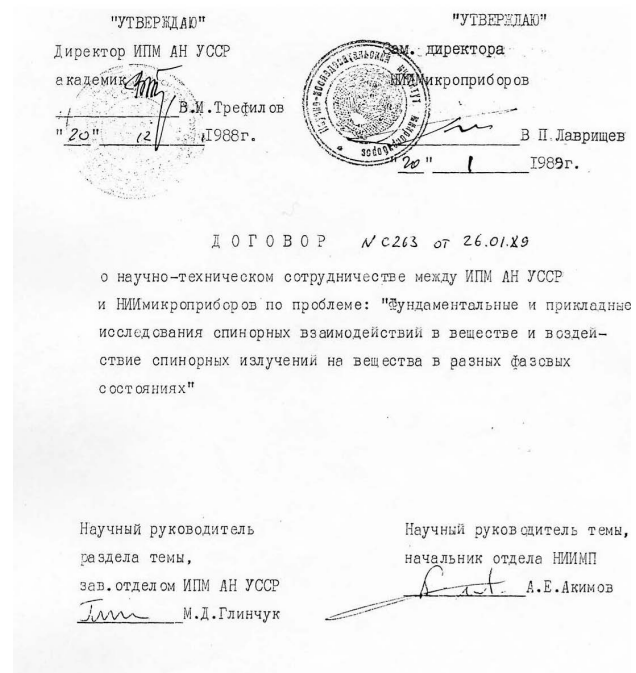 "УТВЕРЖДАЮ"
Директор ИПМ АН УССР
академик
В.И.Трефилов
"20" 12 1988г.
"УТВЕРЖДАЮ"
Зам. директора
НИИмикроприборов
В П.Лаврищев
"20" 1 1989г.
ДОГОВОР N С263 от 26.01.89
о научно-техническом сотрудничестве между ИПМ АН УССР
и НИИмикроприборов по проблеме: "Фундаментальные и прикладные
исследования спинорных взаимодействий в веществе и воздей-
ствие спинорных излучений на вещества в разных фазовых
состояниях"
Научный руководитель
раздела темы,
зав.отделом ИПМ АН УССР
М.Д.Глинчук
Научный руководитель темы,
начальник отдела НИИМП
А.Е.Акимов